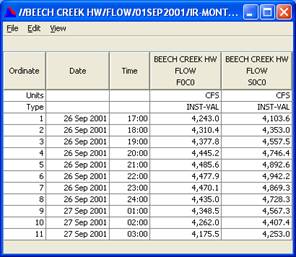 //BEECH CREEK HW/FLOW/01SEP2001/IR-MONT...
File Edit View
Ordinate Date Time BEECH CREEK HW FLOW F0C0 BEECH CREEK HW FLOW S0C0
Units CFS CFS
Type INST-VAL INST-VAL
1 26 Sep 2001 17:00 4,243.0 4,103.6
2 26 Sep 2001 18:00 4,310.4 4,353.0
3 26 Sep 2001 19:00 4,377.8 4,557.5
4 26 Sep 2001 20:00 4,445.2 4,746.4
5 26 Sep 2001 21:00 4,485.6 4,892.6
6 26 Sep 2001 22:00 4,477.9 4,942.2
7 26 Sep 2001 23:00 4,470.1 4,869.3
8 26 Sep 2001 24:00 4,435.0 4,728.3
9 27 Sep 2001 01:00 4,348.5 4,567.3
10 27 Sep 2001 02:00 4,262.0 4,407.4
11 27 Sep 2001 03:00 4,175.5 4,253.0